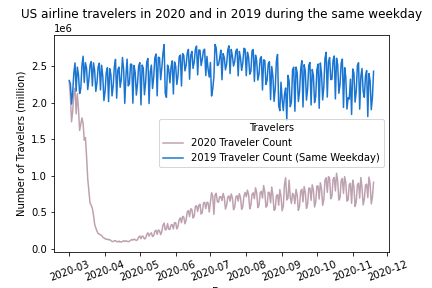 US airline travelers in 2020 and in 2019 during the same weekday
1e6
Number of Travelers (million)
2.5
2.0
1.5
1.0
0.5
0.0
Travelers
2020 Traveler Count
2019 Traveler Count (Same Weekday)
2020-03
2020-04
2020-05
2020-06
2020-07
2020-08
2020-09
2020-10
2020-11
2020-12